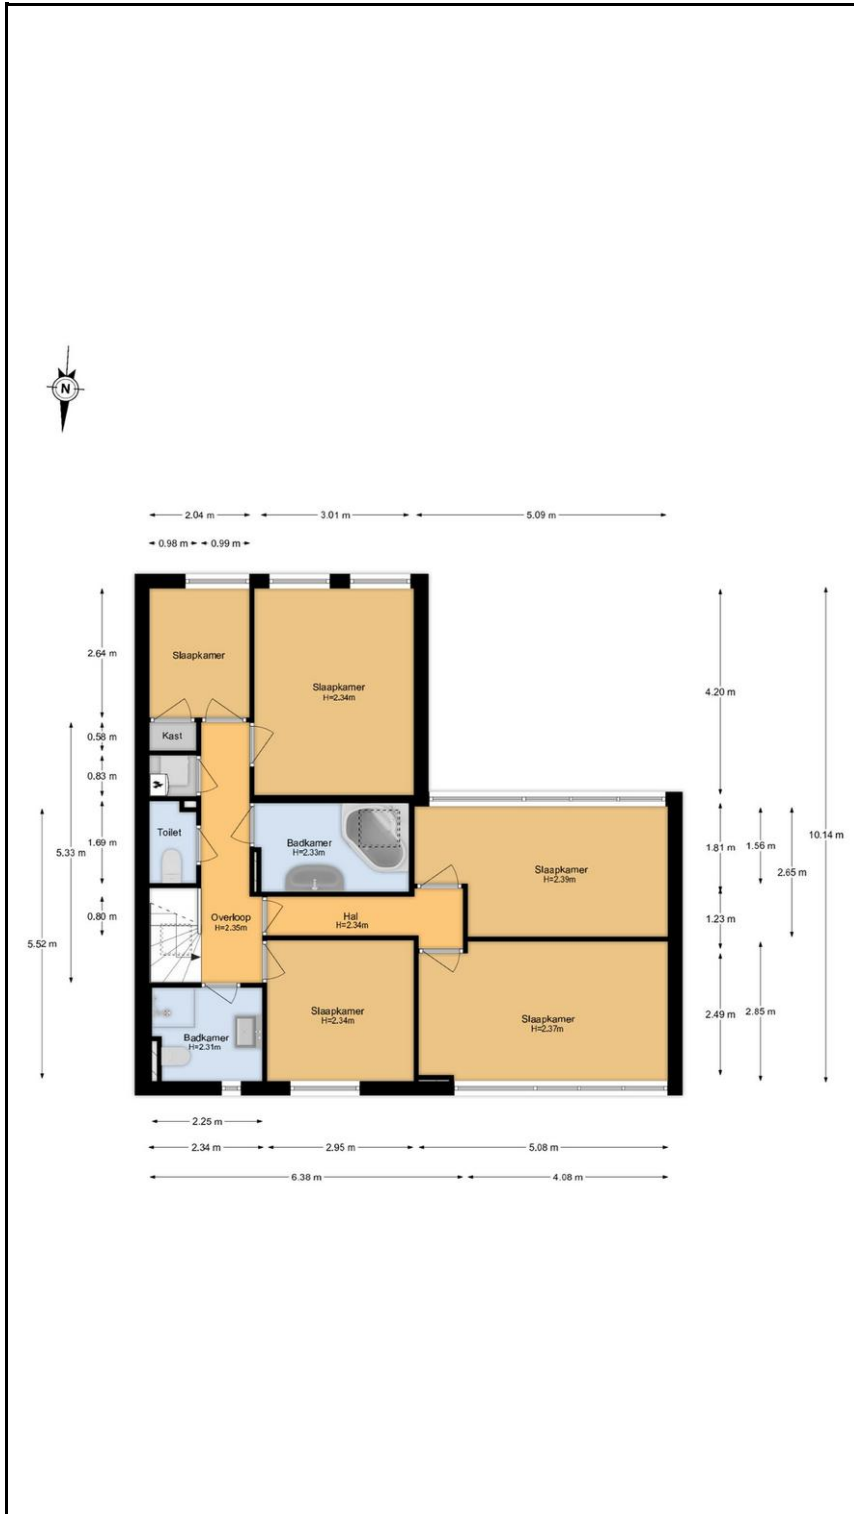 N
2.04 m
3.01 m
5.09 m
0.98 m
0.99 m
2.64 m
Slaapkamer
Slaapkamer
H=2.34m
4.20 m
0.58 m
Kast
0.83 m
1.69 m
5.33 m
Toilet
Badkamer
H=2.33m
Slaapkamer
H=2.39m
1.81 m
1.56 m
10.14 m
2.65 m
0.80 m
Overloop
H=2.35m
Hal
H=2.34m
1.23 m
5.52 m
Slaapkamer
H=2.34m
Slaapkamer
H=2.37m
2.49 m
2.85 m
Badkamer
H=2.31m
2.25 m
2.34 m
2.95 m
5.08 m
6.38 m
4.08 m